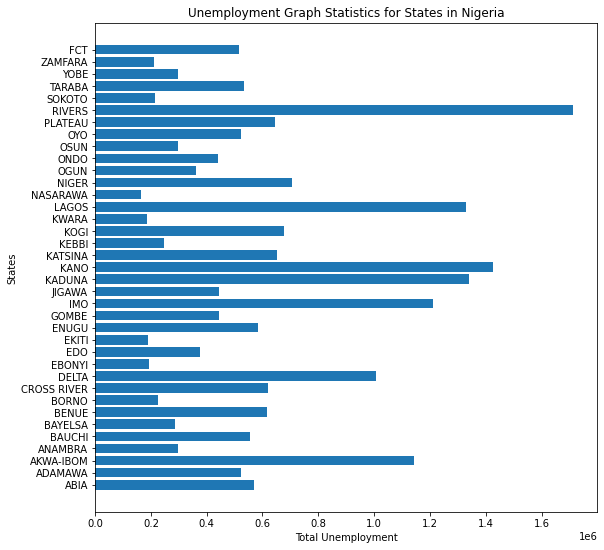 Unemployment Graph Statistics for States in Nigeria
FCT
ZAMFARA
YOBE
TARABA
SOKOTO
RIVERS
PLATEAU
OYO
OSUN
ONDO
OGUN
NIGER
NASARAWA
LAGOS
KWARA
KOGI
KEBBI
KATSINA
KANO
KADUNA
JIGAWA
IMO
GOMBE
ENUGU
EKITI
EDO
EBONYI
DELTA
CROSS RIVER
BORNO
BENUE
BAYELSA
BAUCHI
ANAMBRA
AKWA-IBOM
ADAMAWA
ABIA
States
0.0 0.2 0.4 0.6 0.8 1.0 1.2 1.4 1.6
1e6
Total Unemployment